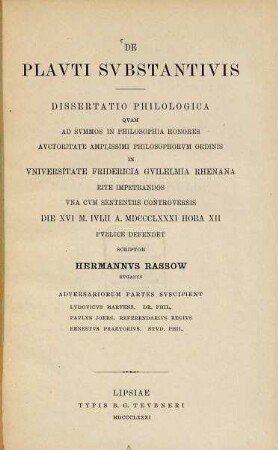 DE
PLAVTI SVBSTANTIVIS
DISSERTATIO PHILOLOGICA
QVAM
AD SVMMOS IN PHILOSOPHIA HONORES
AVCTORITATE AMPLISSIMI PHILOSOPHORVM ORDINIS
IN
VNIVERSITATE FRIDERICIA GVILELMIA RHENANA
RITE IMPETRANDOS
VNA CVM SENTENTIIS CONTROVERSIS
DIE XVI M. IVLII A. MDCCCLXXXI HORA XII
PVBLICE DEFENDET
SCRIPTOR
HERMANNVS RASSOW
RVGANVS
ADVERSARIORVM PARTES SVSCIPIENT
LVDOVICVS MARTENS. DR. PHIL.
PAVLVS JOERS. REFERENDARIVS REGIVS.
ERNESTVS PRAETORIVS. STVD. PHIL.
LIPSIAE
TYPIS B. G. TEVBNERI
MDCCCLXXXI